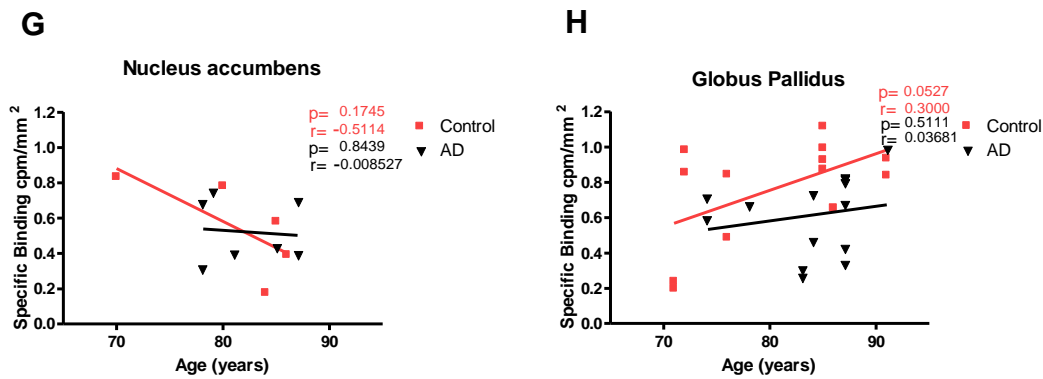 G
Nucleus accumbens
p= 0.1745
r= -0.5114
p= 0.8439
r= -0.008527
Control
AD
Specific Binding cpm/mm 2
1.2
1.0
0.8
0.6
0.4
0.2
0.0
70 80 90
Age (years)
H
Globus Pallidus
p= 0.0527
r= 0.3000
p= 0.5111
r= 0.03681
Control
AD
Specific Binding cpm/mm 2
1.2
1.0
0.8
0.6
0.4
0.2
0.0
70 80 90
Age (years)